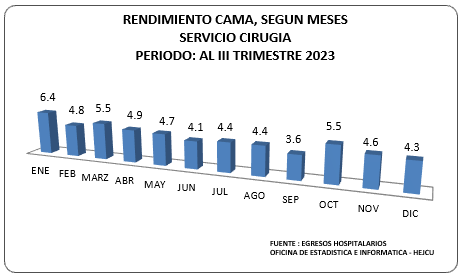 RENDIMIENTO CAMA, SEGUN MESES
SERVICIO CIRUGIA
PERIODO: AL III TRIMESTRE 2023
6.4 4.8 5.5 4.9 4.7 4.1 4.4 4.4 3.6 5.5 4.6 4.3
ENE FEB MARZ ABR MAY JUN JUL AGO SEP OCT NOV DIC
FUENTE : EGRESOS HOSPITALARIOS
OFICINA DE ESTADISTICA E INFORMATICA - HEJCU